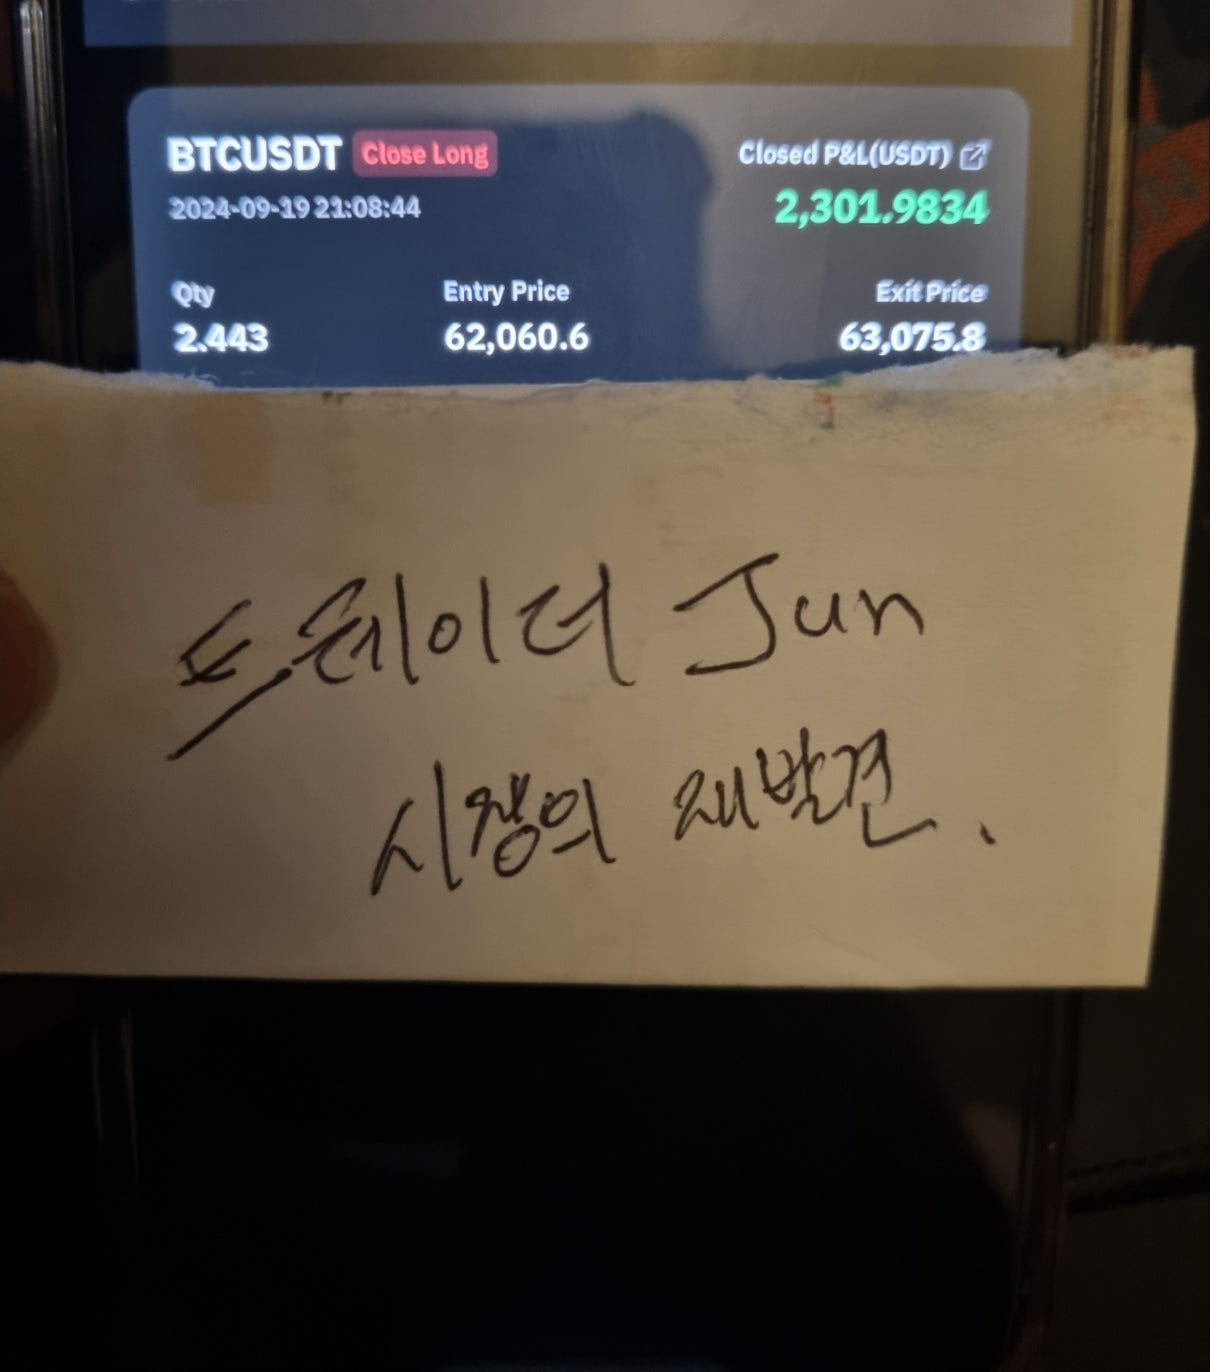 BTCUSDT Close Long
Closed P&L(USDT)
2024-09-19 21:08:44
2,301.9834
Qty Entry Price Exit Price
2.443 62,060.6 63,075.8
트레이더 Jun
시장의 재발견.